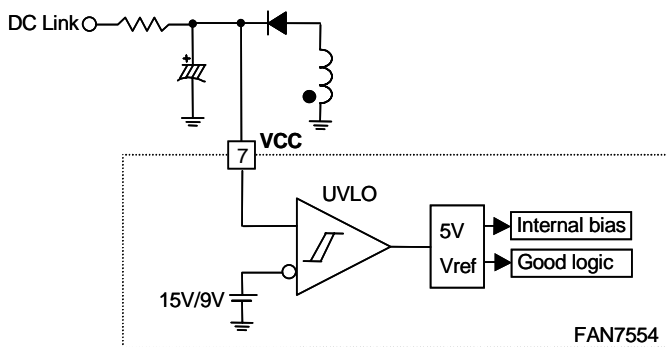 DC Link
VCC
7
UVLO
5V
Vref
Internal bias
Good logic
15V/9V
FAN7554